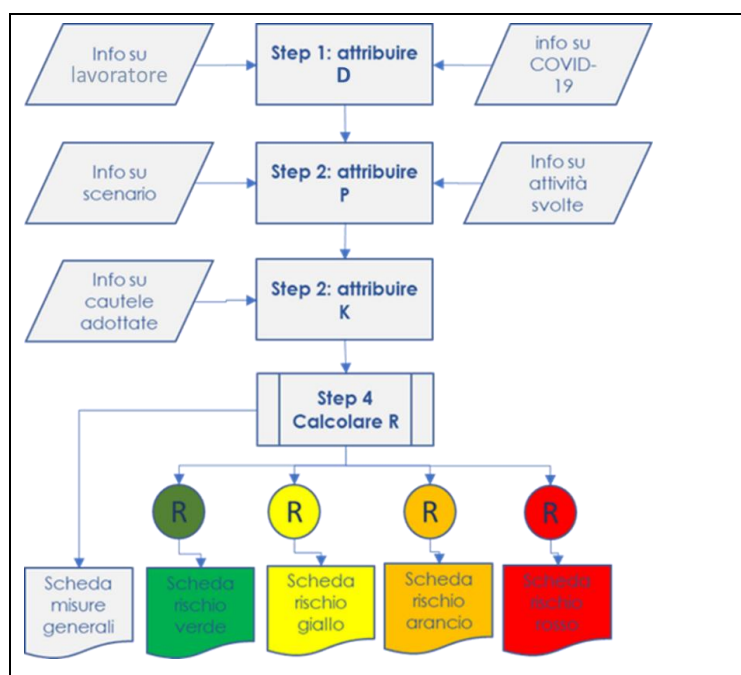 Info su
lavoratore
Step 1: attribuire
D
info su
COVID-
19
Info su
scenario
Step 2: attribuire
P
Info su
attività
svolte
Info su
cautele
adottate
Step 2: attribuire
K
Step 4
Calcolare R
R
R
R
R
Scheda
misure
generali
Scheda
rischio
verde
Scheda
rischio
giallo
Scheda
rischio
arancio
Scheda
rischio
rosso